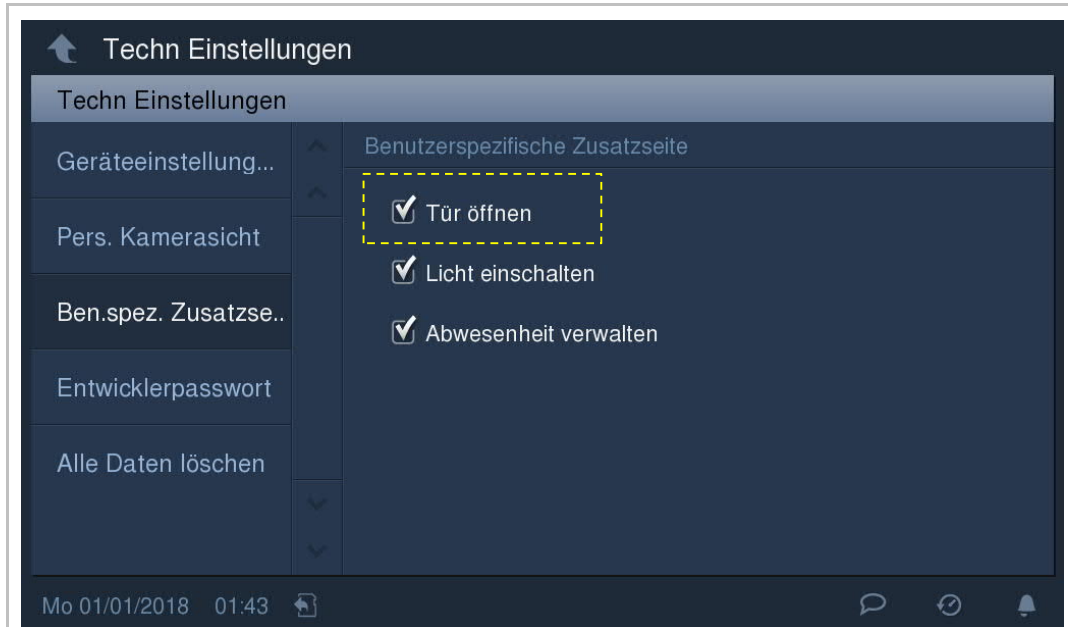 Techn Einstellungen
Techn Einstellungen
Geräteeinstellung...
Pers. Kamerasicht
Ben.spez. Zusatzse..
Entwicklerpasswort
Alle Daten löschen
Benutzerspezifische Zusatzseite
Tür öffnen
Licht einschalten
Abwesenheit verwalten
Mo 01/01/2018 01:43